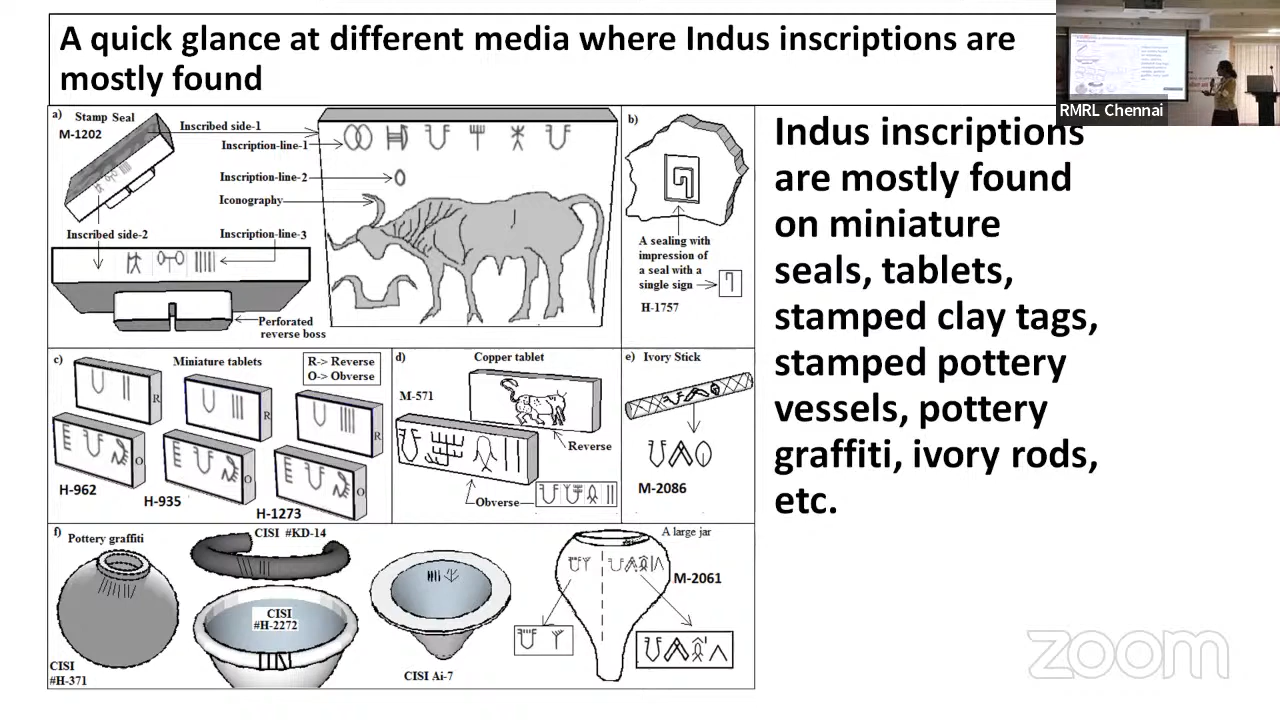 A quick glance at different media where Indus inscriptions are
mostly found
RMRL Chennai
a)
Stamp Seal
M-1202
Inscribed side-1
Inscription-line-1
Inscription-line-2
Iconography
Inscribed side-2
Inscription-line-3
Perforated
reverse boss
b)
A sealing with
impression of
a seal with a
single sign
H-1757
c)
Miniature tablets
R-> Reverse
O-> Obverse
R
R
R
O
O
O
H-962
H-935
H-1273
d)
Copper tablet
M-571
Reverse
Obverse
e)
Ivory Stick
M-2086
f)
Pottery graffiti
CISI
#H-371
CISI #KD-14
CISI
#H-2272
CISI Ai-7
A large jar
M-2061
Indus inscriptions
are mostly found
on miniature
seals, tablets,
stamped clay tags,
stamped pottery
vessels, pottery
graffiti, ivory rods,
etc.
zoom